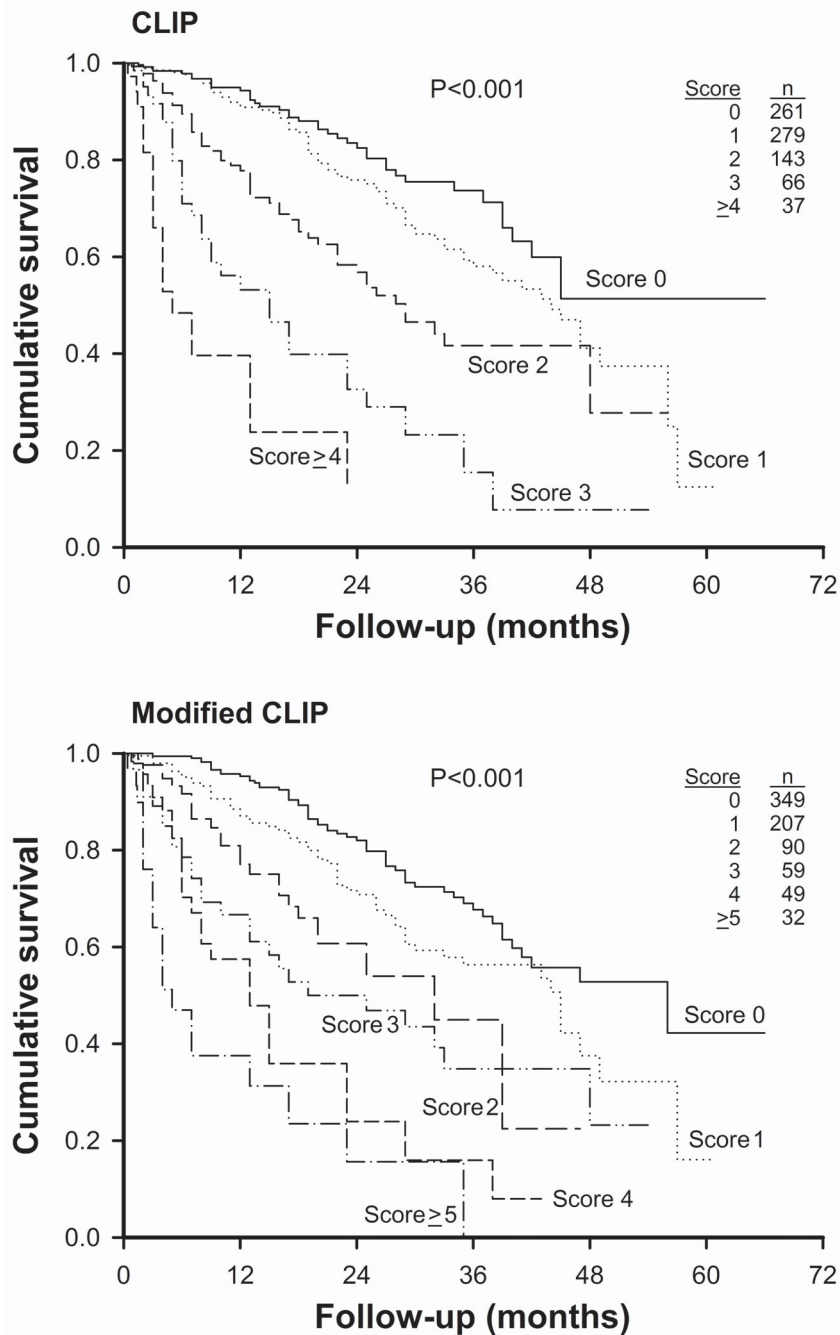 CLIP
P<0.001
Score n
0 261
1 279
2 143
3 66
≥4 37
1.0
0.8
0.6
0.4
0.2
0.0
Cumulative survival
Score 0
Score 2
Score≥4
Score 1
Score 3
0 12 24 36 48 60 72
Follow-up (months)
Modified CLIP
P<0.001
Score n
0 349
1 207
2 90
3 59
4 49
≥5 32
1.0
0.8
0.6
0.4
0.2
0.0
Cumulative survival
Score 0
Score 3
Score 2
Score 1
Score 4
Score≥5
0 12 24 36 48 60 72
Follow-up (months)